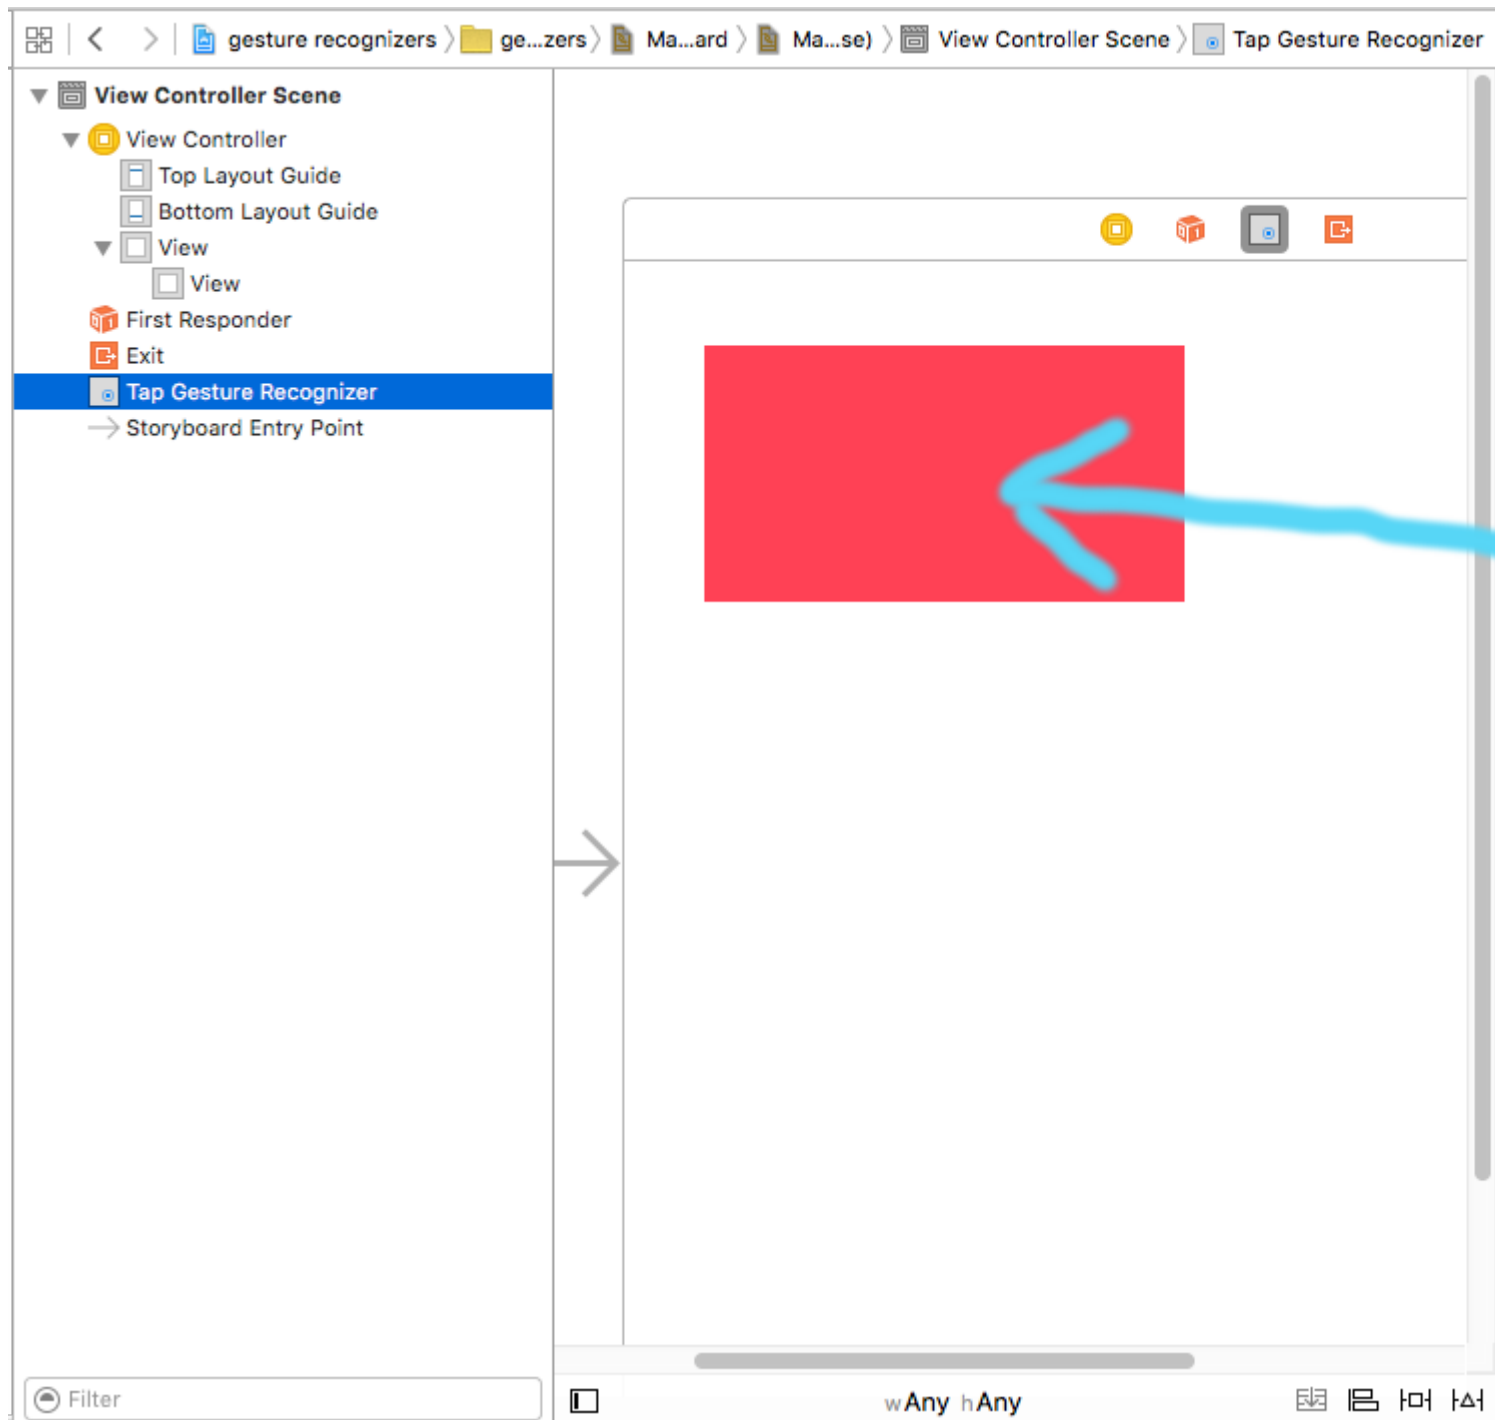 gesture recognizers ge...zers Ma...ard Ma...se) View Controller Scene Tap Gesture Recognizer
View Controller Scene
View Controller
Top Layout Guide
Bottom Layout Guide
View
View
First Responder
Exit
Tap Gesture Recognizer
Storyboard Entry Point
Filter
wAny hAny